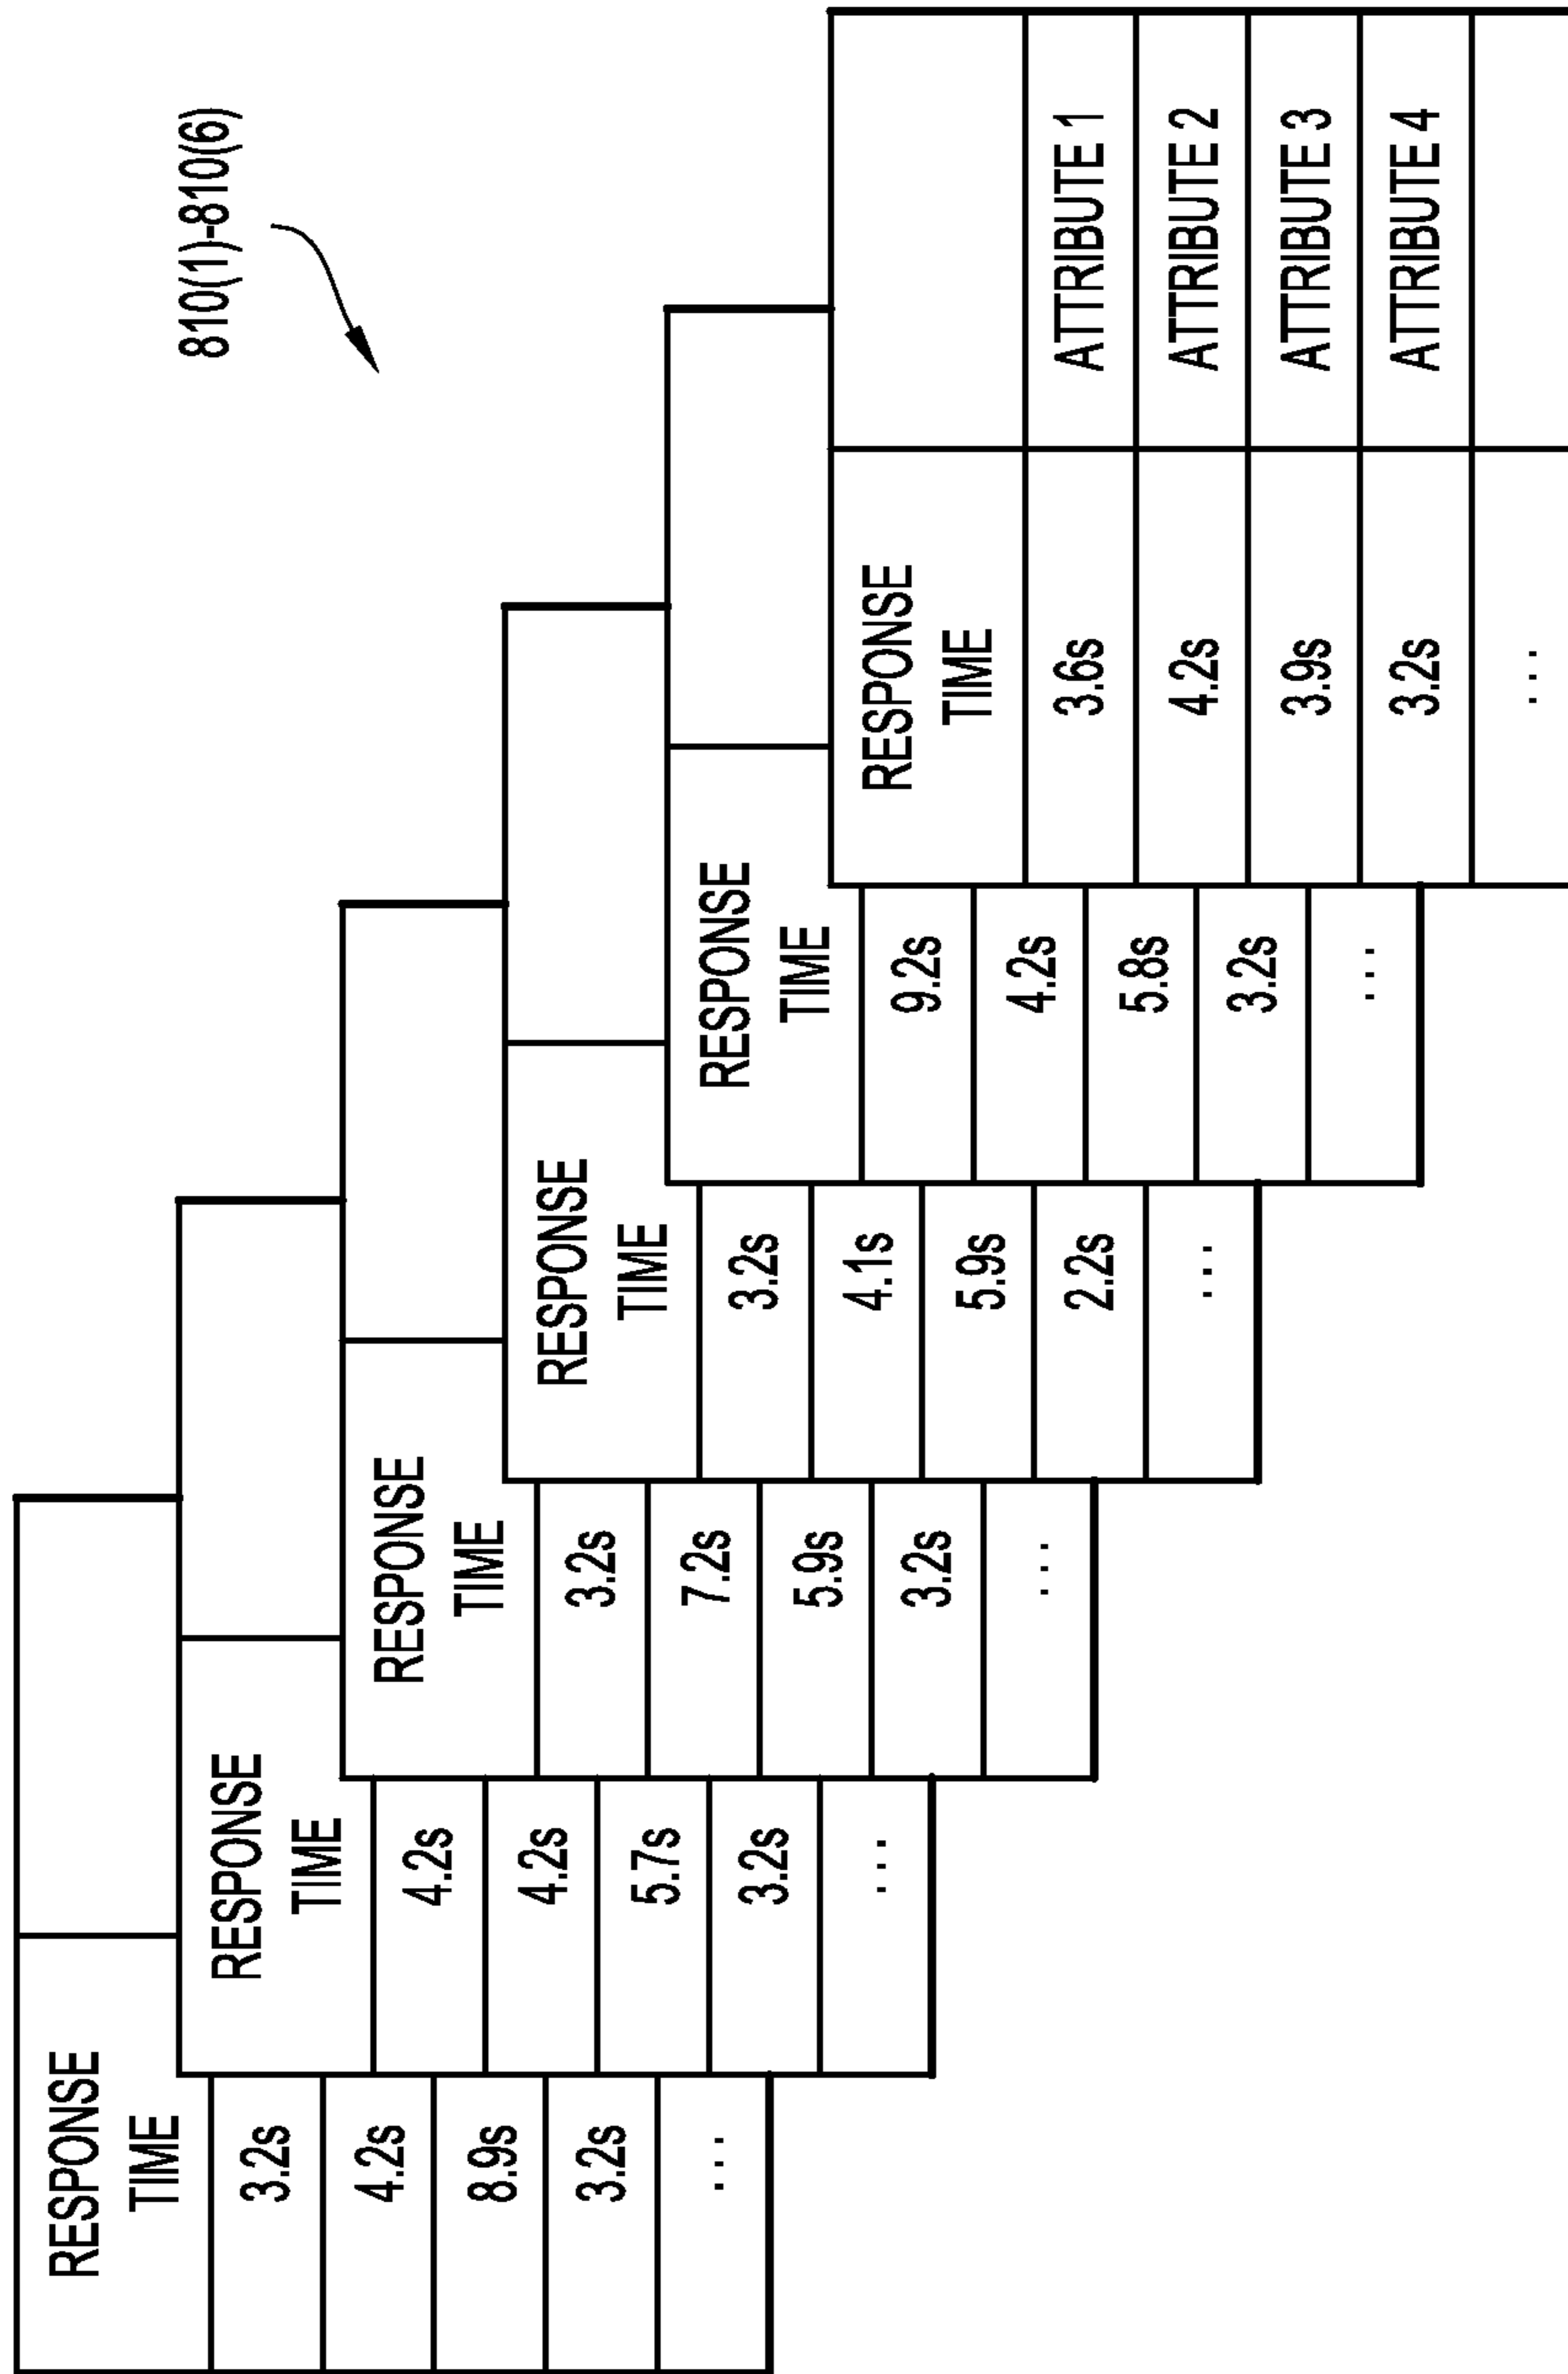 810(1)-810(6)
RESPONSE
TIME
3.2s
4.2s
8.9s
3.2s
...
RESPONSE
TIME
4.2s
4.2s
5.7s
3.2s
...
RESPONSE
TIME
3.2s
7.2s
5.9s
3.2s
...
RESPONSE
TIME
3.2s
4.1s
5.9s
2.2s
...
RESPONSE
TIME
9.2s
4.2s
5.8s
3.2s
...
RESPONSE
TIME
3.6s ATTRIBUTE 1
4.2s ATTRIBUTE 2
3.9s ATTRIBUTE 3
3.2s ATTRIBUTE 4
...